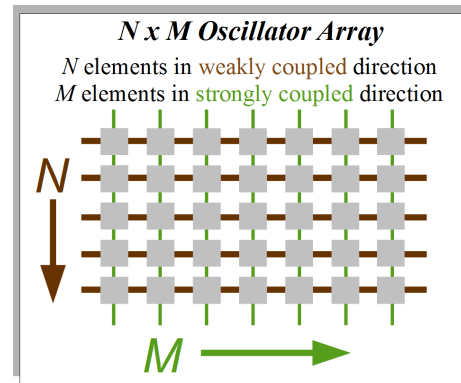 N x M Oscillator Array
N elements in weakly coupled direction
M elements in strongly coupled direction
N
M